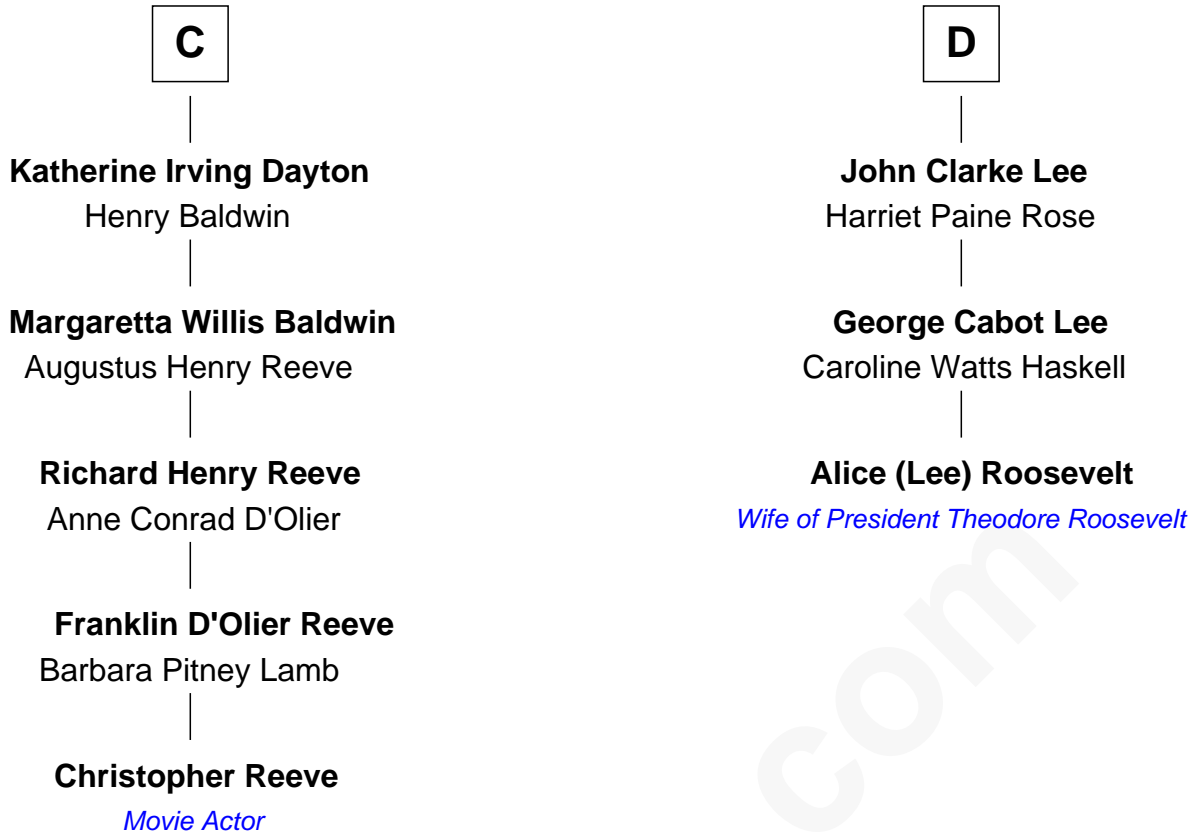 C
Katherine Irving Dayton
Henry Baldwin
Margaretta Willis Baldwin
Augustus Henry Reeve
Richard Henry Reeve
Anne Conrad D'Olier
Franklin D'Olier Reeve
Barbara Pitney Lamb
Christopher Reeve
Movie Actor
D
John Clarke Lee
Harriet Paine Rose
George Cabot Lee
Caroline Watts Haskell
Alice (Lee) Roosevelt
Wife of President Theodore Roosevelt
com